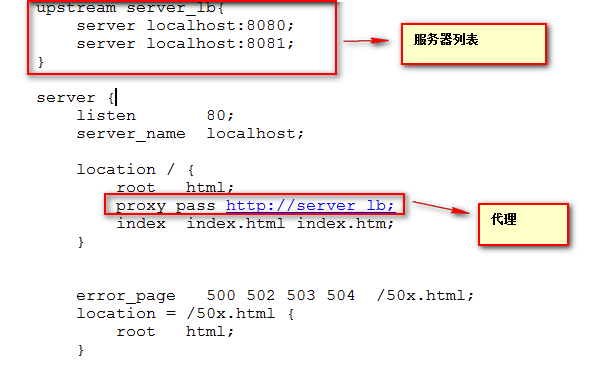 upstream server_lb{
server localhost:8080;
server localhost:8081;
}
服务器列表
server {
listen 80;
server_name localhost;
location / {
root html;
proxy_pass http://server_lb;
index index.html index.htm;
}
代理
error_page 500 502 503 504 /50x.html;
location = /50x.html {
root html;
}